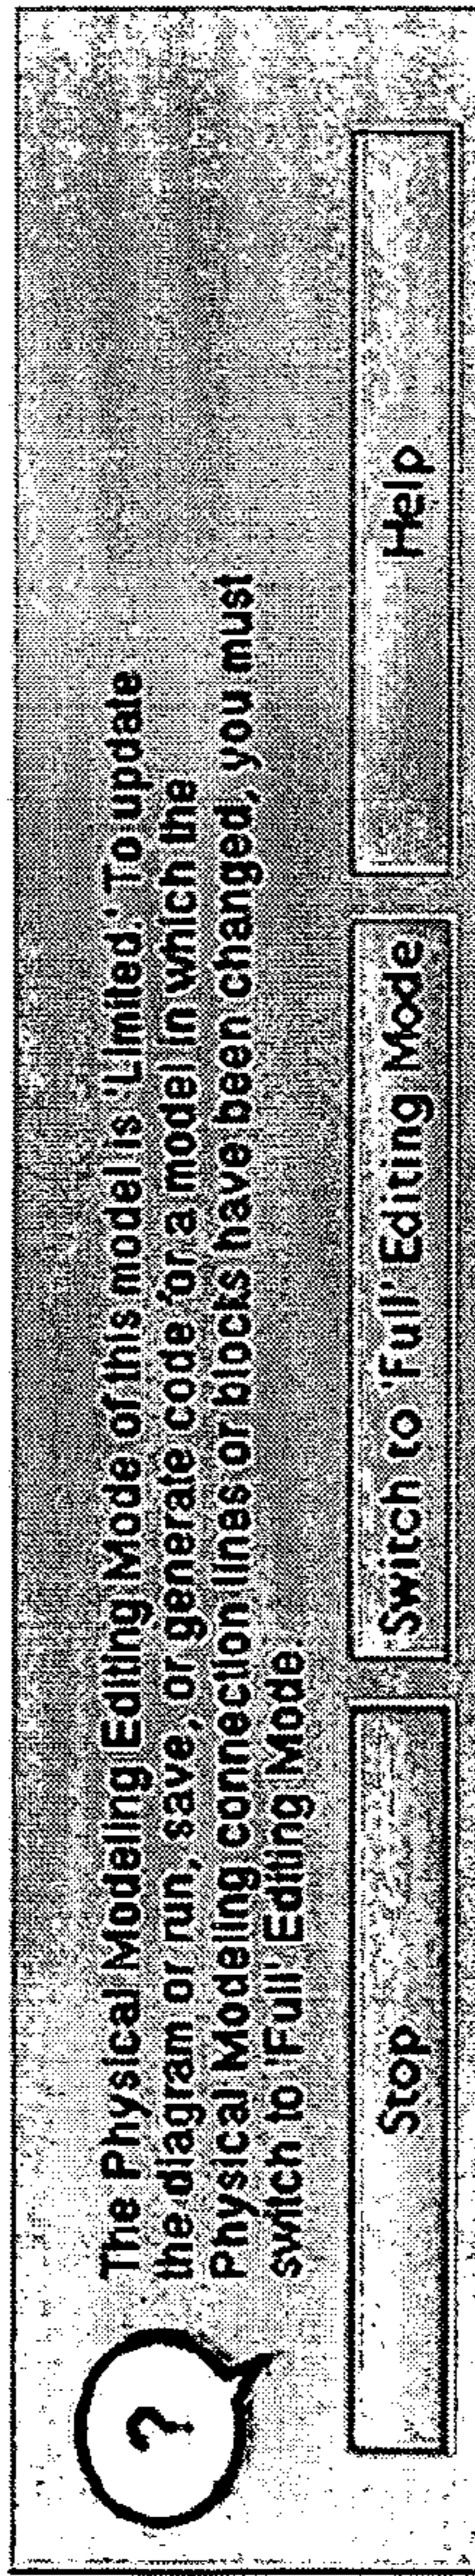 ?
The Physical Modeling Editing Mode of this model is 'Limited.' To update
the diagram or run, save, or generate code for a model in which the
Physical Modeling connection lines or blocks have been changed, you must
switch to 'Full' Editing Mode.
Stop
Switch to 'Full' Editing Mode
Help